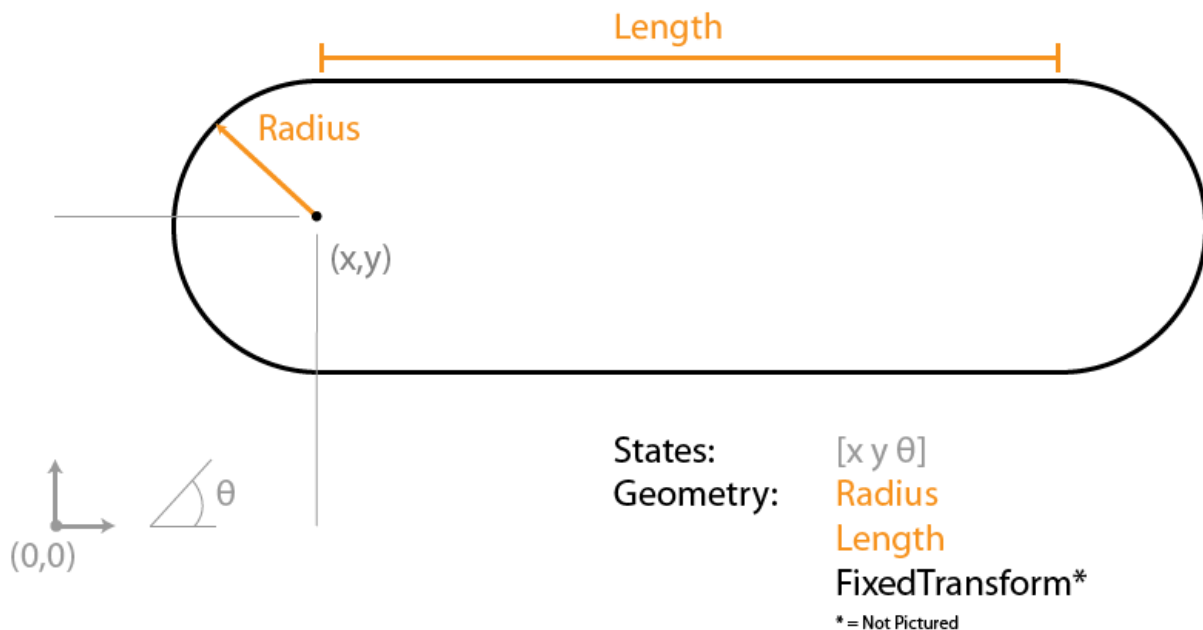 Length
Radius
(x,y)
θ
(0,0)
States: [x y θ]
Geometry: Radius
Length
FixedTransform*
* = Not Pictured